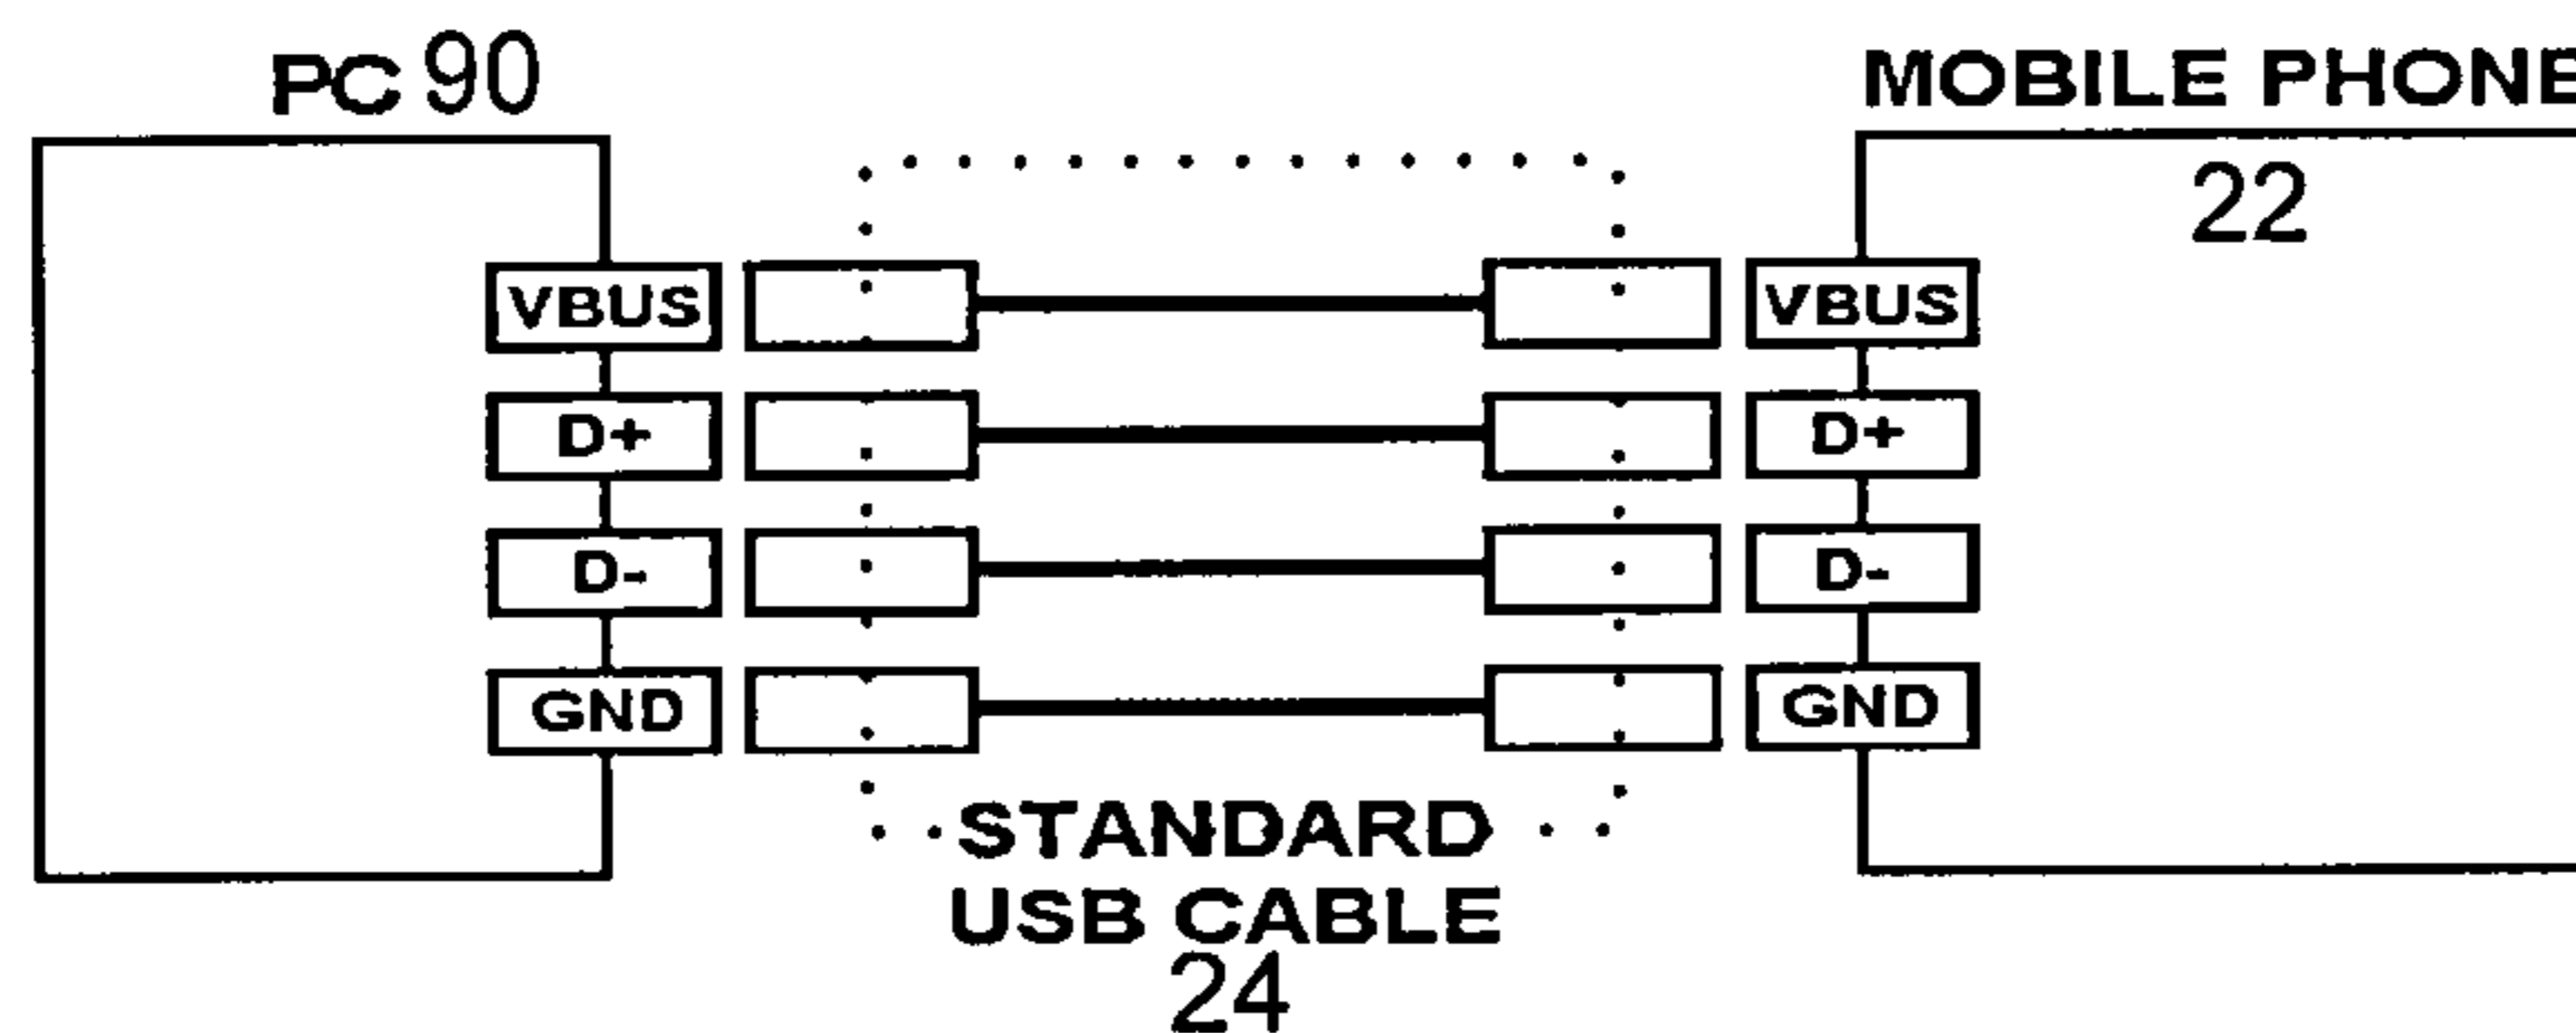 PC 90
MOBILE PHONE
22
VBUS
VBUS
D+
D+
D-
D-
GND
GND
STANDARD
USB CABLE
24